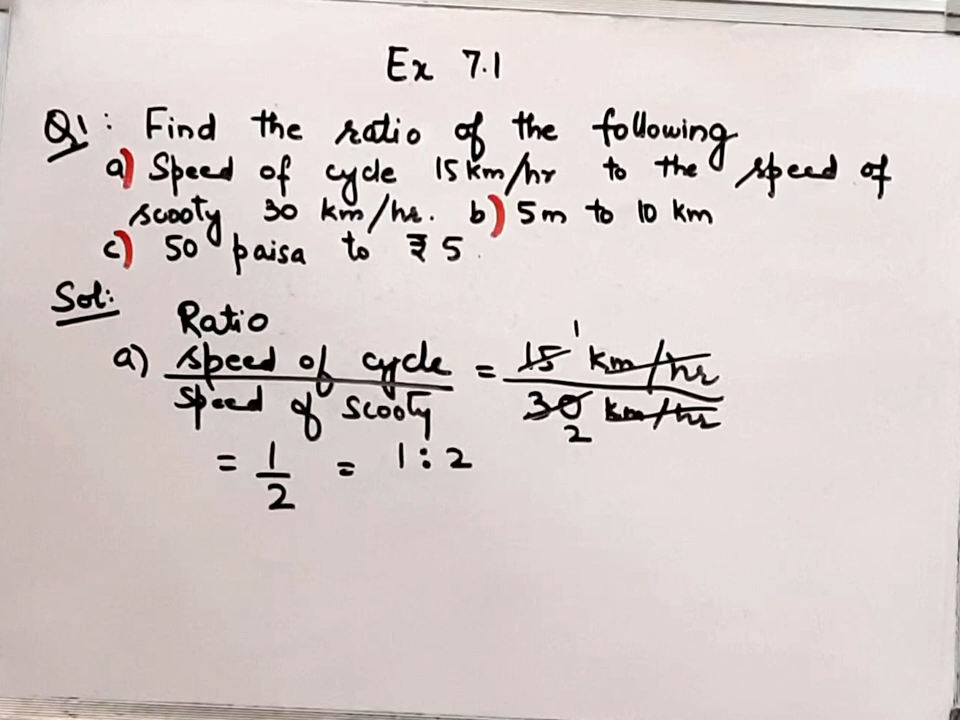 Ex 7.1
Q1: Find the ratio of the following
a) Speed of cycle 15 km/hr to the speed of
scooty 30 km/hr. b) 5 m to 10 km
c) 50 paisa to ₹ 5.
Sol:
Ratio
a) speed of cycle / speed of scooty = 15 km/hr / 30 km/hr
1
2
= 1/2 = 1:2